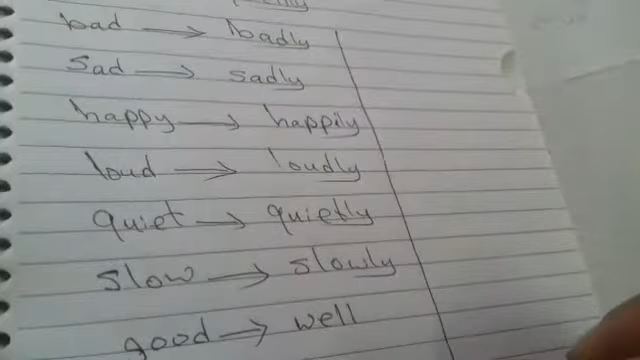 bad → badly
sad → sadly
happy → happily
loud → loudly
quiet → quietly
slow → slowly
good → well